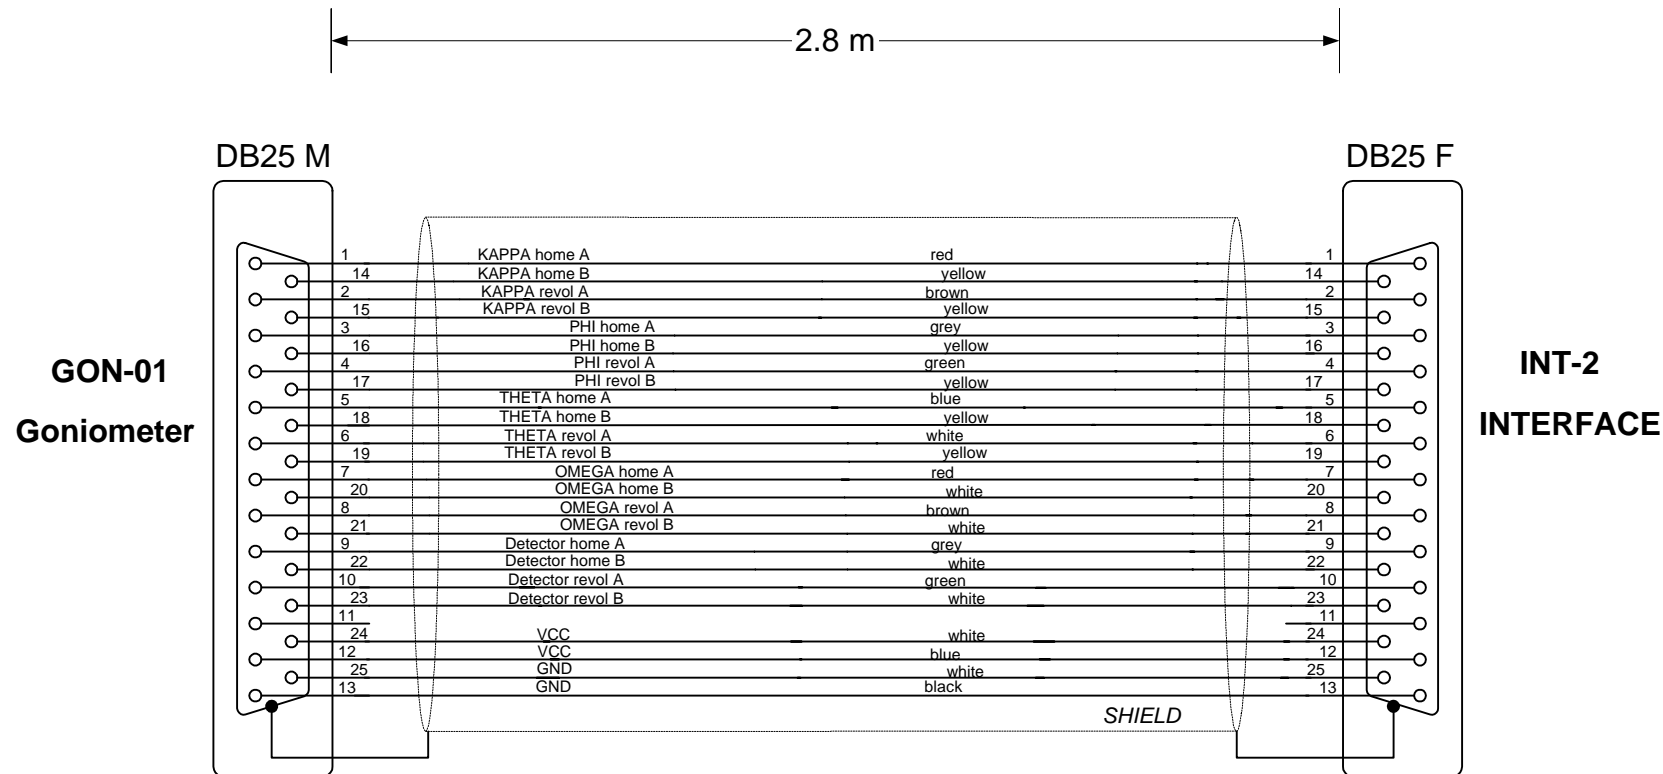 2.8 m
DB25 M
DB25 F
GON-01
Goniometer
INT-2
INTERFACE
1 KAPPA home A red 1
14 KAPPA home B yellow 14
2 KAPPA revol A brown 2
15 KAPPA revol B yellow 15
3 PHI home A grey 3
16 PHI home B yellow 16
4 PHI revol A green 4
17 PHI revol B yellow 17
5 THETA home A blue 5
18 THETA home B yellow 18
6 THETA revol A white 6
19 THETA revol B yellow 19
7 OMEGA home A red 7
20 OMEGA home B white 20
8 OMEGA revol A brown 8
21 OMEGA revol B white 21
9 Detector home A grey 9
22 Detector home B white 22
10 Detector revol A green 10
23 Detector revol B white 23
11 11
24 VCC white 24
12 VCC blue 12
25 GND white 25
13 GND black 13
SHIELD